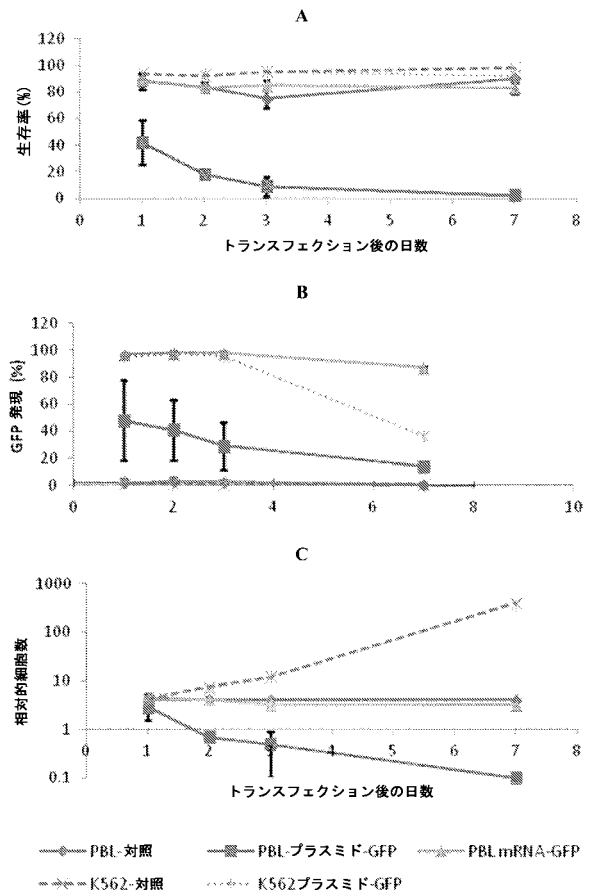 A
120
100
80
60
40
20
0
生存率(%)
0 1 2 3 4 5 6 7 8
トランスフェクション後の日数
B
120
100
80
60
40
20
0
GFP 発現 (%)
0 2 4 6 8 10
C
1000
100
10
1
0.1
相対的細胞数
0 1 2 3 4 5 6 7 8
トランスフェクション後の日数
PBL-対照 PBL-プラスミド-GFP PBL mRNA-GFP
K562-対照 K562プラスミド-GFP